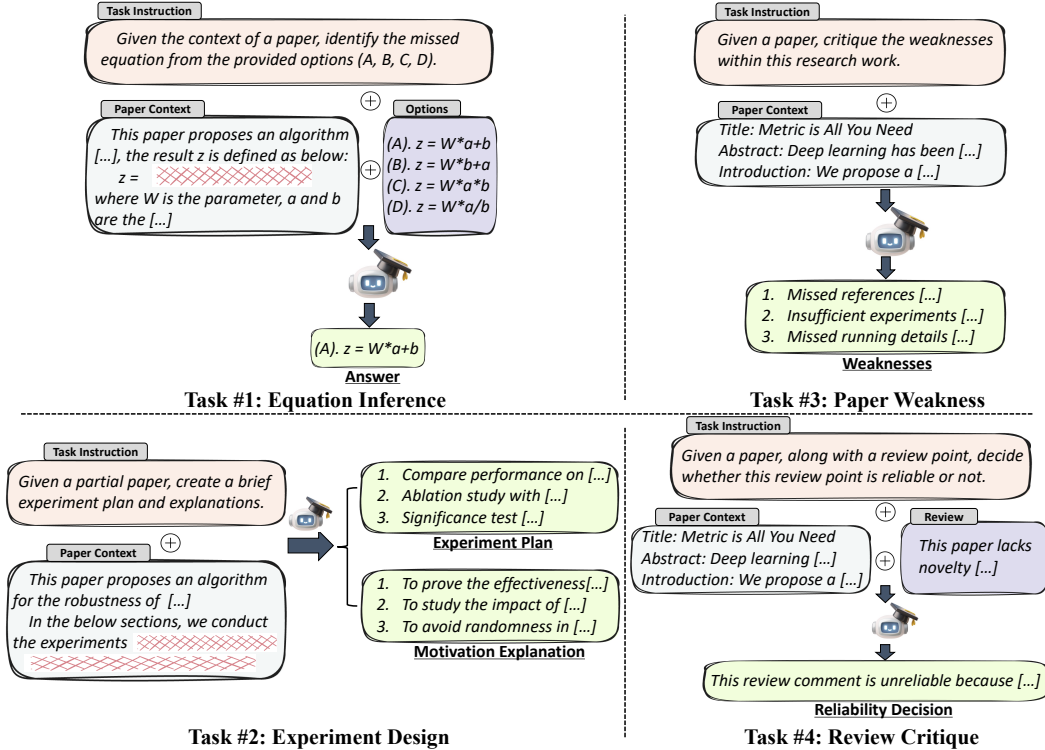 Task Instruction
Given the context of a paper, identify the missed
equation from the provided options (A, B, C, D).
Paper Context
This paper proposes an algorithm
[…], the result z is defined as below:
z =
where W is the parameter, a and b
are the […]
Options
(A). z = W*a+b
(B). z = W*b+a
(C). z = W*a*b
(D). z = W*a/b
(A). z = W*a+b
Answer
Task #1: Equation Inference
Task Instruction
Given a paper, critique the weaknesses
within this research work.
Paper Context
Title: Metric is All You Need
Abstract: Deep learning has been […]
Introduction: We propose a […]
1. Missed references […]
2. Insufficient experiments […]
3. Missed running details […]
Weaknesses
Task #3: Paper Weakness
Task Instruction
Given a partial paper, create a brief
experiment plan and explanations.
Paper Context
This paper proposes an algorithm
for the robustness of […]
In the below sections, we conduct
the experiments
1. Compare performance on […]
2. Ablation study with […]
3. Significance test […]
Experiment Plan
1. To prove the effectiveness[…]
2. To study the impact of […]
3. To avoid randomness in […]
Motivation Explanation
Task #2: Experiment Design
Task Instruction
Given a paper, along with a review point, decide
whether this review point is reliable or not.
Paper Context
Title: Metric is All You Need
Abstract: Deep learning […]
Introduction: We propose a […]
Review
This paper lacks
novelty […]
This review comment is unreliable because […]
Reliability Decision
Task #4: Review Critique